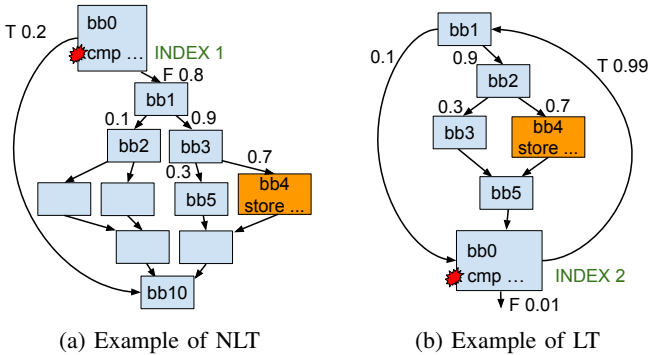 bb0
T 0.2
cmp ...
INDEX 1
F 0.8
bb1
0.1
0.9
bb2
bb3
0.7
0.3
bb4
store ...
bb5
bb10
(a) Example of NLT
bb1
0.1
0.9
T 0.99
bb2
0.3
0.7
bb3
bb4
store ...
bb5
bb0
cmp ...
INDEX 2
F 0.01
(b) Example of LT